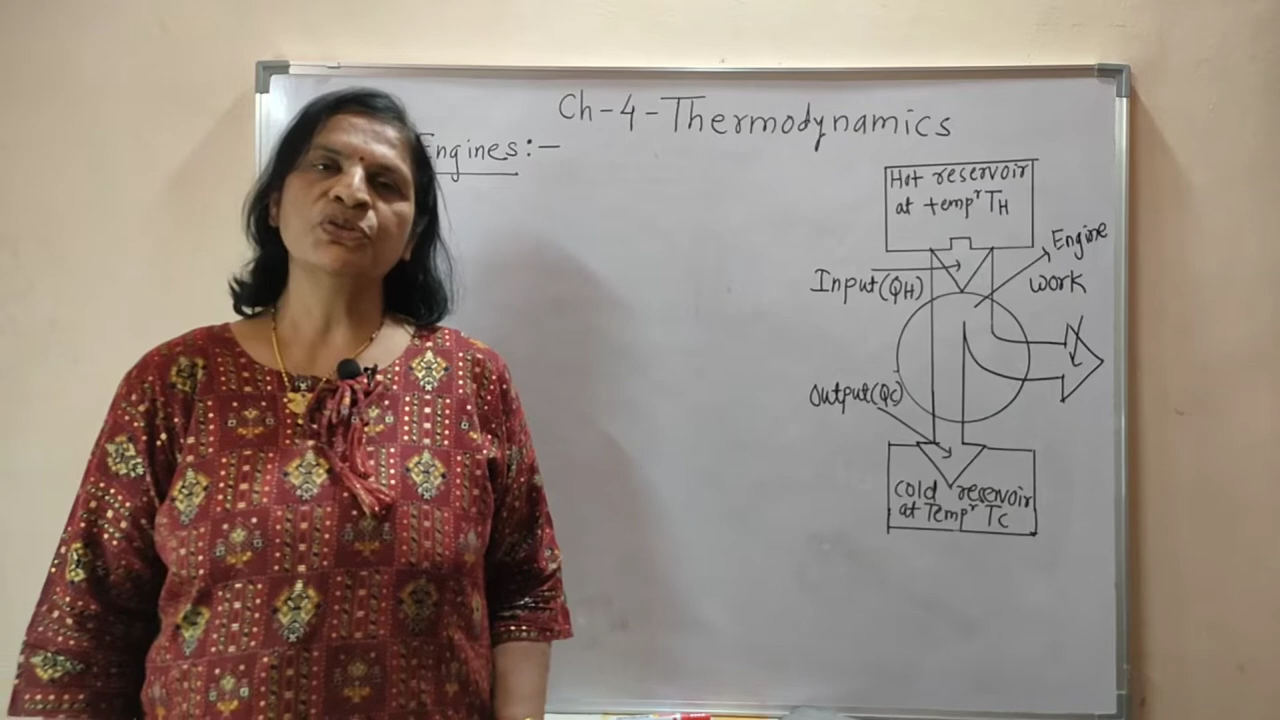 Ch-4-Thermodynamics
Engines:-
Hot reservoir
at tempʳ TH
Engine
Input(QH)
work
Output(Qc)
cold reservoir
at Tempʳ Tc